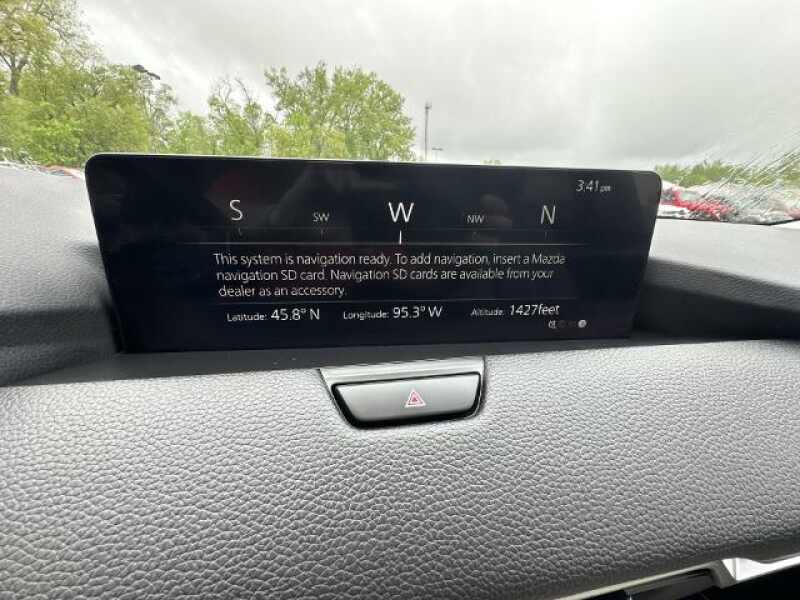 3:41 pm
S SW W NW N
This system is navigation ready. To add navigation, insert a Mazda
navigation SD card. Navigation SD cards are available from your
dealer as an accessory.
Latitude: 45.8° N Longitude: 95.3° W Altitude: 1427feet